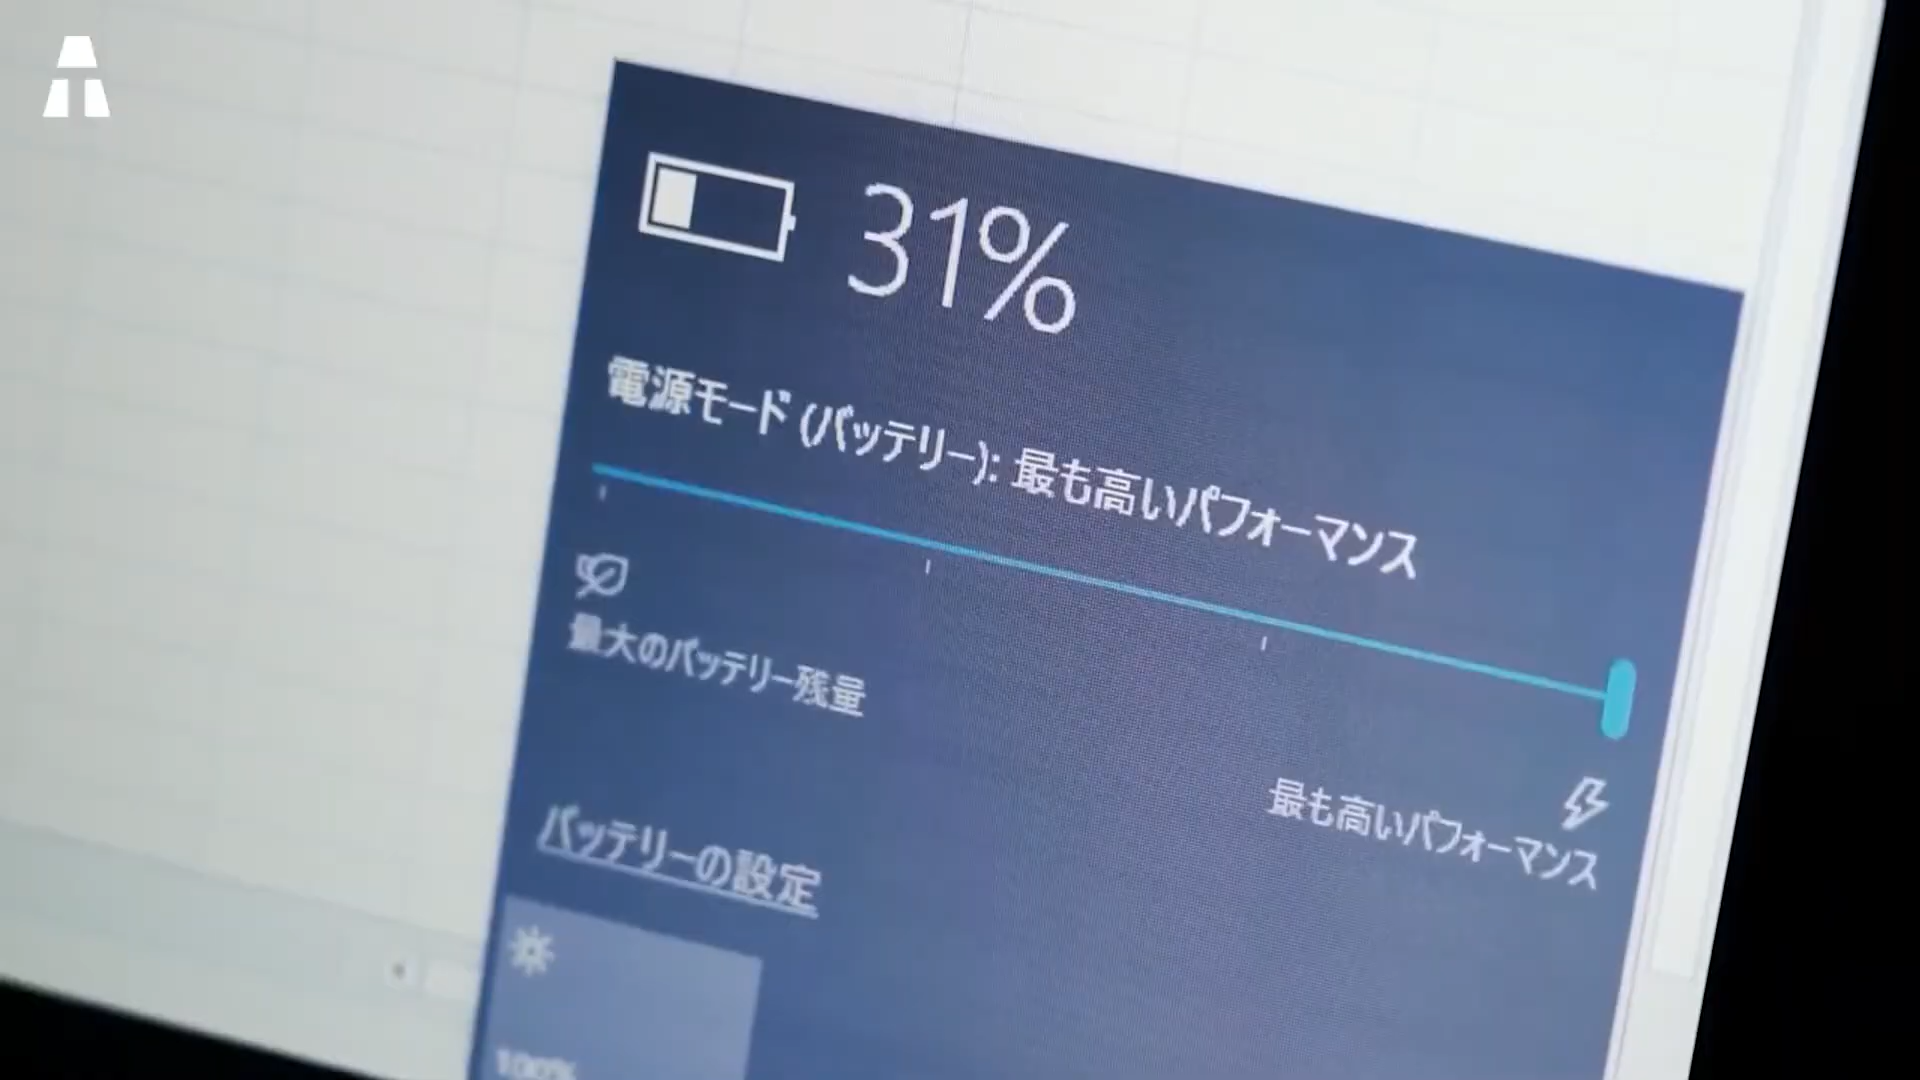 31%
電源モード (バッテリー): 最も高いパフォーマンス
最大のバッテリー残量
最も高いパフォーマンス
バッテリーの設定
100%